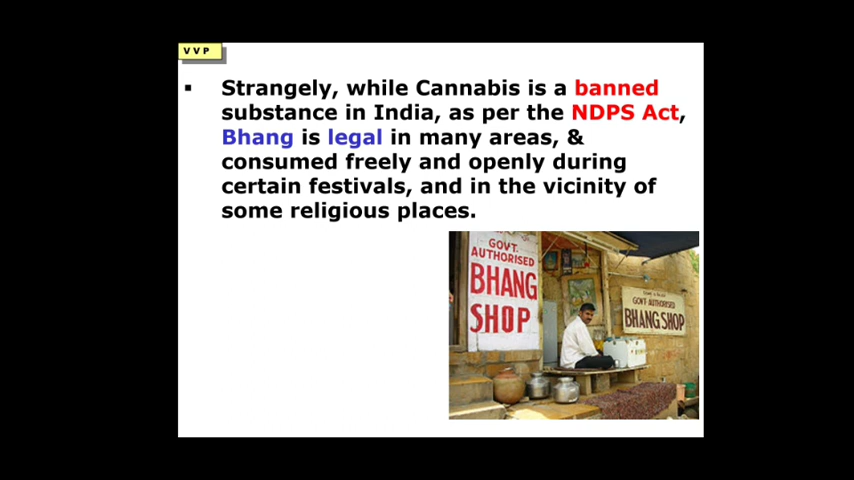 VVP
▪ Strangely, while Cannabis is a banned
substance in India, as per the NDPS Act,
Bhang is legal in many areas, &
consumed freely and openly during
certain festivals, and in the vicinity of
some religious places.
GOVT.
AUTHORISED
BHANG
SHOP
GOVT AUTHORISED
BHANG SHOP